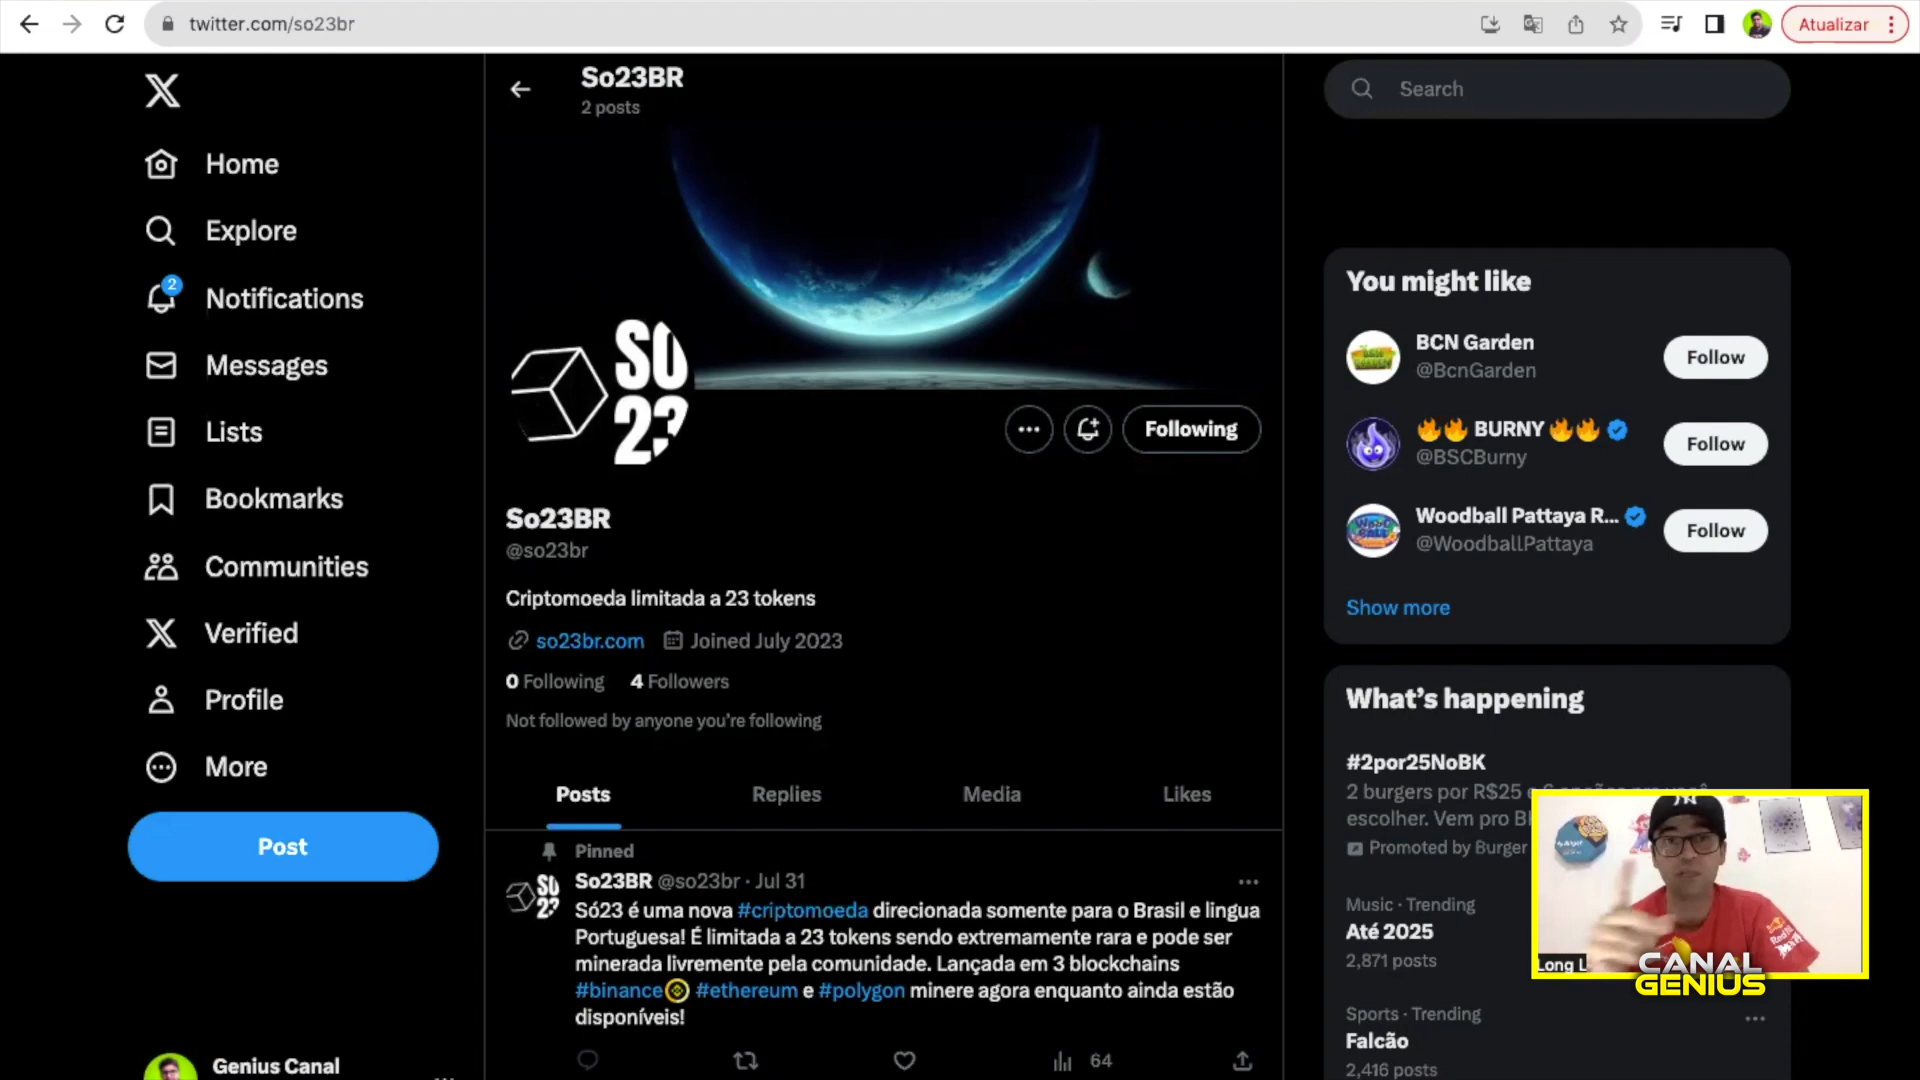 twitter.com/so23br
Atualizar
So23BR
2 posts
Search
Home
Explore
2
Notifications
Messages
Lists
Bookmarks
Communities
Verified
Profile
More
Post
Genius Canal
SO
23
Following
So23BR
@so23br
Criptomoeda limitada a 23 tokens
so23br.com Joined July 2023
0 Following 4 Followers
Not followed by anyone you're following
Posts Replies Media Likes
Pinned
So23BR @so23br · Jul 31
Só23 é uma nova #criptomoeda direcionada somente para o Brasil e lingua
Portuguesa! É limitada a 23 tokens sendo extremamente rara e pode ser
minerada livremente pela comunidade. Lançada em 3 blockchains
#binance #ethereum e #polygon minere agora enquanto ainda estão
disponíveis!
64
You might like
BCN Garden
@BcnGarden
Follow
🔥🔥 BURNY 🔥🔥
@BSCBurny
Follow
Woodball Pattaya R...
@WoodballPattaya
Follow
Show more
What's happening
#2por25NoBK
2 burgers por R$25 e
escolher. Vem pro
Promoted by Burger
Music · Trending
Até 2025
2,871 posts
Sports · Trending
Falcão
2,416 posts
Long L
CANAL
GENIUS